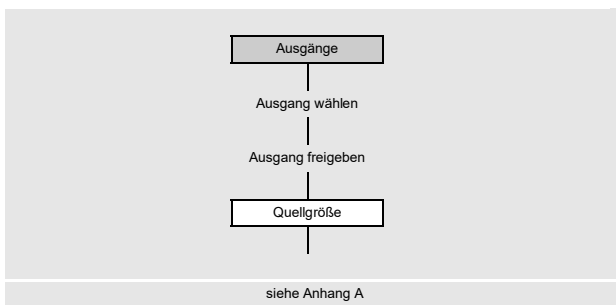 Ausgänge
Ausgang wählen
Ausgang freigeben
Quellgröße
siehe Anhang A